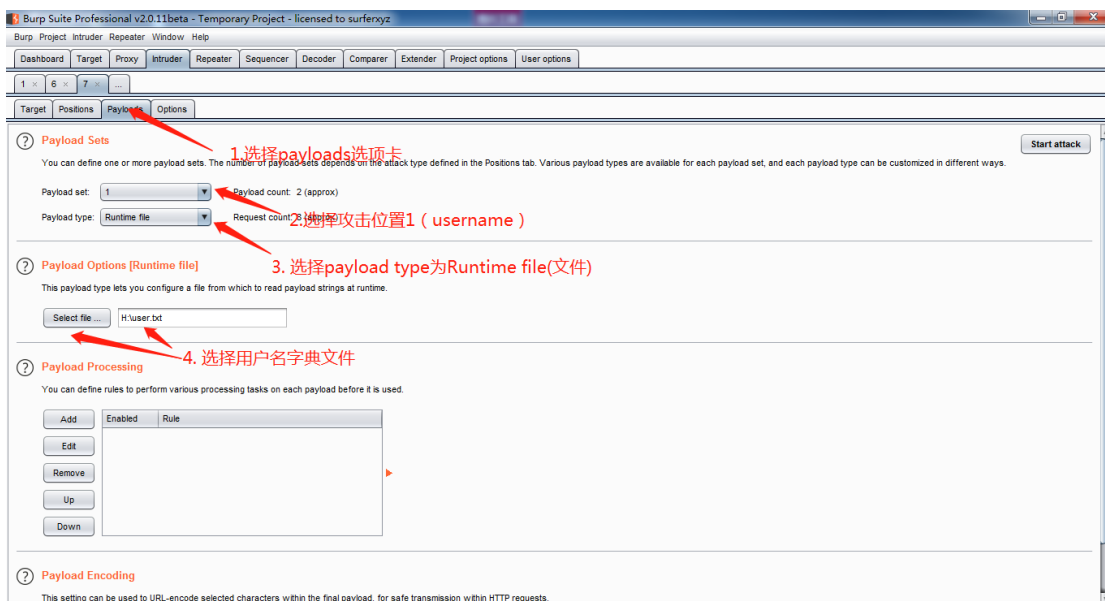 Burp Suite Professional v2.0.11beta - Temporary Project - licensed to surferxyz
Burp Project Intruder Repeater Window Help
Dashboard Target Proxy Intruder Repeater Sequencer Decoder Comparer Extender Project options User options
1 × 6 × 7 × ...
Target Positions Payloads Options
? Payload Sets
Start attack
1.选择payloads选项卡
You can define one or more payload sets. The number of payload sets depends on the attack type defined in the Positions tab. Various payload types are available for each payload set, and each payload type can be customized in different ways.
Payload set: 1 Payload count: 2 (approx)
2.选择攻击位置1（username）
Payload type: Runtime file Request count: (approx)
3. 选择payload type为Runtime file(文件)
? Payload Options [Runtime file]
This payload type lets you configure a file from which to read payload strings at runtime.
Select file ... H:\user.txt
4. 选择用户名字典文件
? Payload Processing
You can define rules to perform various processing tasks on each payload before it is used.
Add Enabled Rule
Edit
Remove
Up
Down
? Payload Encoding
This setting can be used to URL-encode selected characters within the final payload, for safe transmission within HTTP requests.